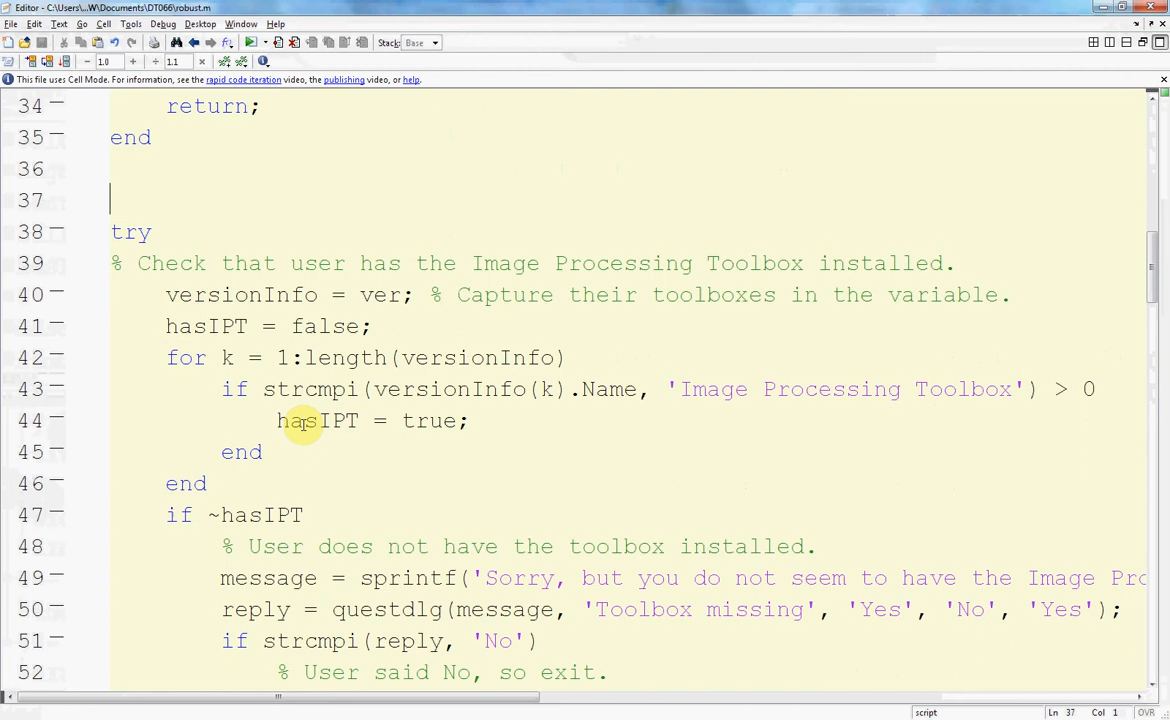 Editor - C:\Users\...W\Documents\DT066\robust.m
File Edit Text Go Cell Tools Debug Desktop Window Help
Stack: Base
1.0 1.1
This file uses Cell Mode. For information, see the rapid code iteration video, the publishing video, or help.
34 return;
35 end
36
37
38 try
39 % Check that user has the Image Processing Toolbox installed.
40 versionInfo = ver; % Capture their toolboxes in the variable.
41 hasIPT = false;
42 for k = 1:length(versionInfo)
43 if strcmpi(versionInfo(k).Name, 'Image Processing Toolbox') > 0
44 hasIPT = true;
45 end
46 end
47 if ~hasIPT
48 % User does not have the toolbox installed.
49 message = sprintf('Sorry, but you do not seem to have the Image Pro
50 reply = questdlg(message, 'Toolbox missing', 'Yes', 'No', 'Yes');
51 if strcmpi(reply, 'No')
52 % User said No, so exit.
script Ln 37 Col 1 OVR